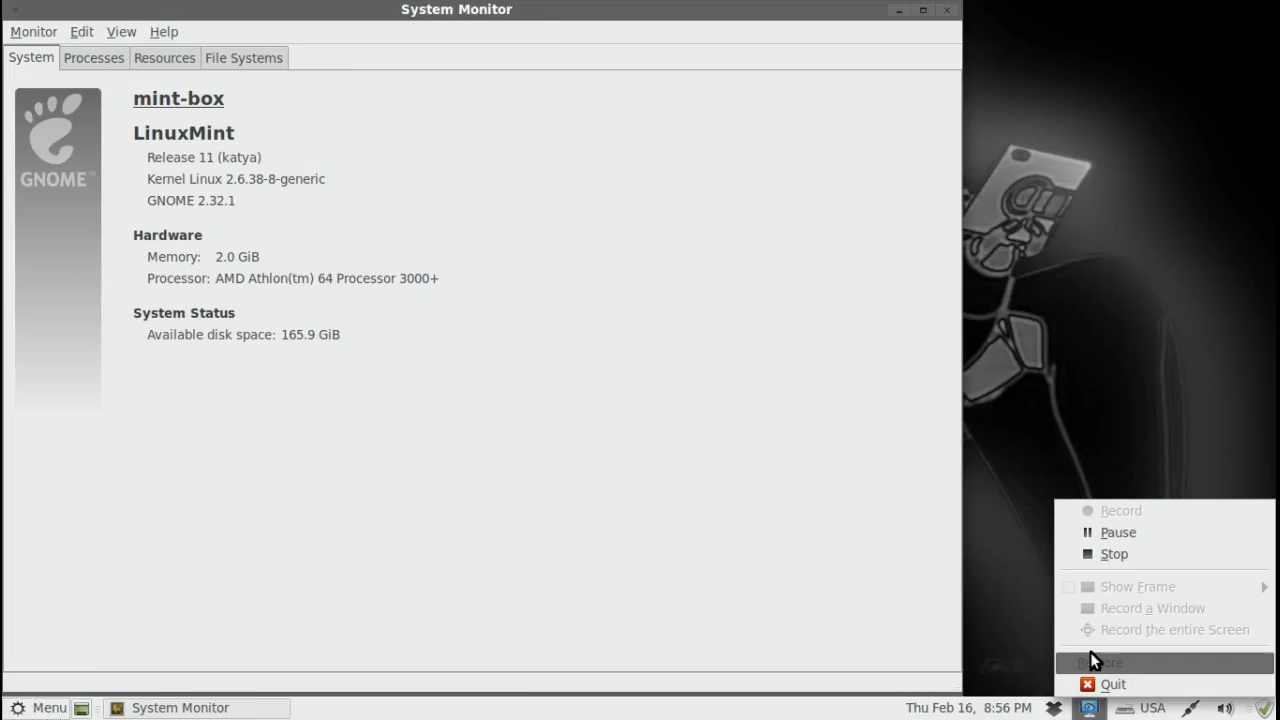 System Monitor
Monitor Edit View Help
System Processes Resources File Systems
GNOME™
mint-box
LinuxMint
Release 11 (katya)
Kernel Linux 2.6.38-8-generic
GNOME 2.32.1
Hardware
Memory: 2.0 GiB
Processor: AMD Athlon(tm) 64 Processor 3000+
System Status
Available disk space: 165.9 GiB
Record
Pause
Stop
Show Frame
Record a Window
Record the entire Screen
Quit
Menu System Monitor Thu Feb 16, 8:56 PM USA